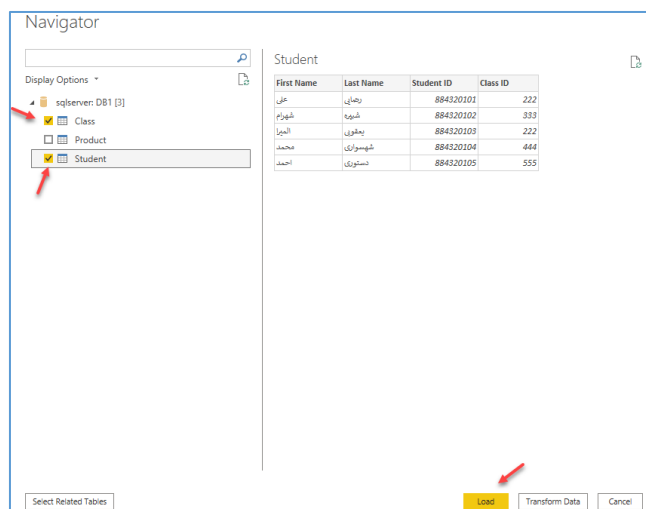 Navigator
Display Options
sqlserver: DB1 [3]
Class
Product
Student
Student
First Name Last Name Student ID Class ID
علی رضایی 884320101 222
شهرام شیره 884320102 333
المیرا یعقوبی 884320103 222
محمد شهسواری 884320104 444
احمد دستوری 884320105 555
Select Related Tables
Load Transform Data Cancel